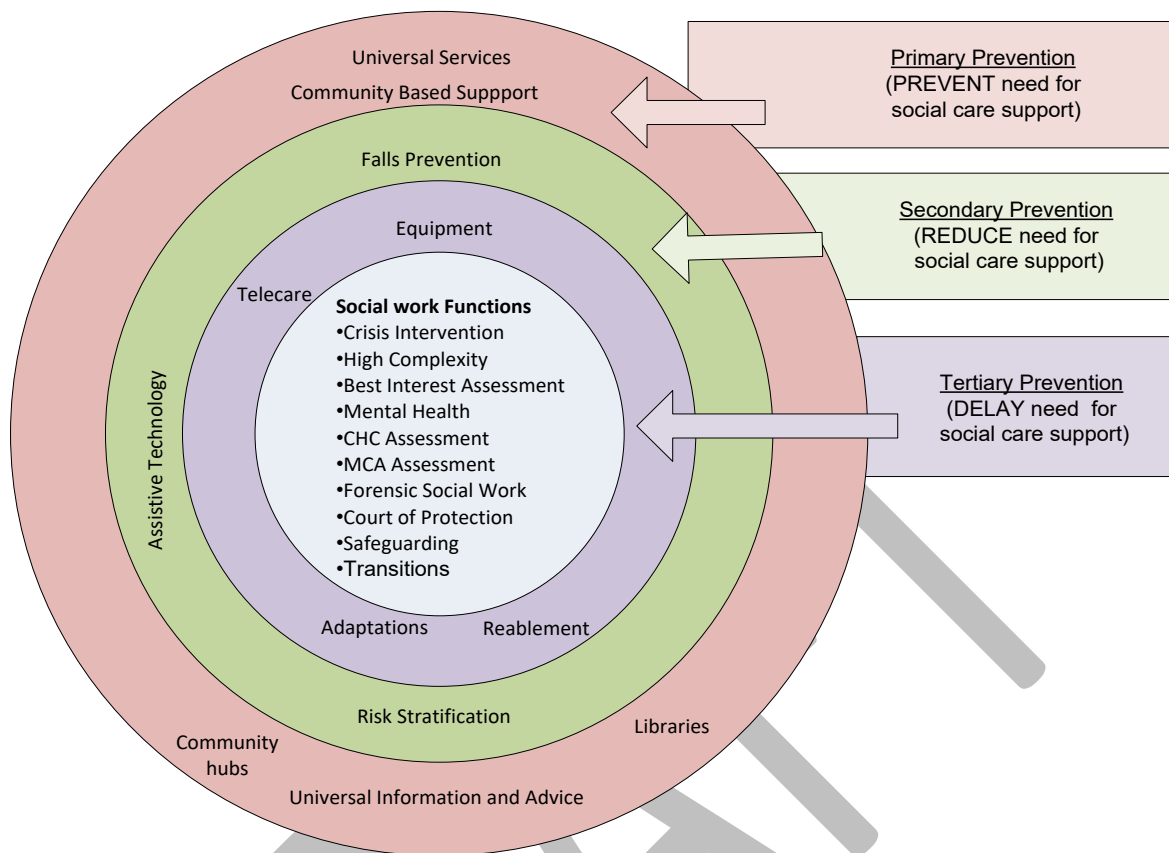 Universal Services
Community Based Suppport
Falls Prevention
Equipment
Telecare
Assistive Technology
Social work Functions
•Crisis Intervention
•High Complexity
•Best Interest Assessment
•Mental Health
•CHC Assessment
•MCA Assessment
•Forensic Social Work
•Court of Protection
•Safeguarding
•Transitions
Adaptations
Reablement
Risk Stratification
Libraries
Community
hubs
Universal Information and Advice
Primary Prevention
(PREVENT need for
social care support)
Secondary Prevention
(REDUCE need for
social care support)
Tertiary Prevention
(DELAY need for
social care support)